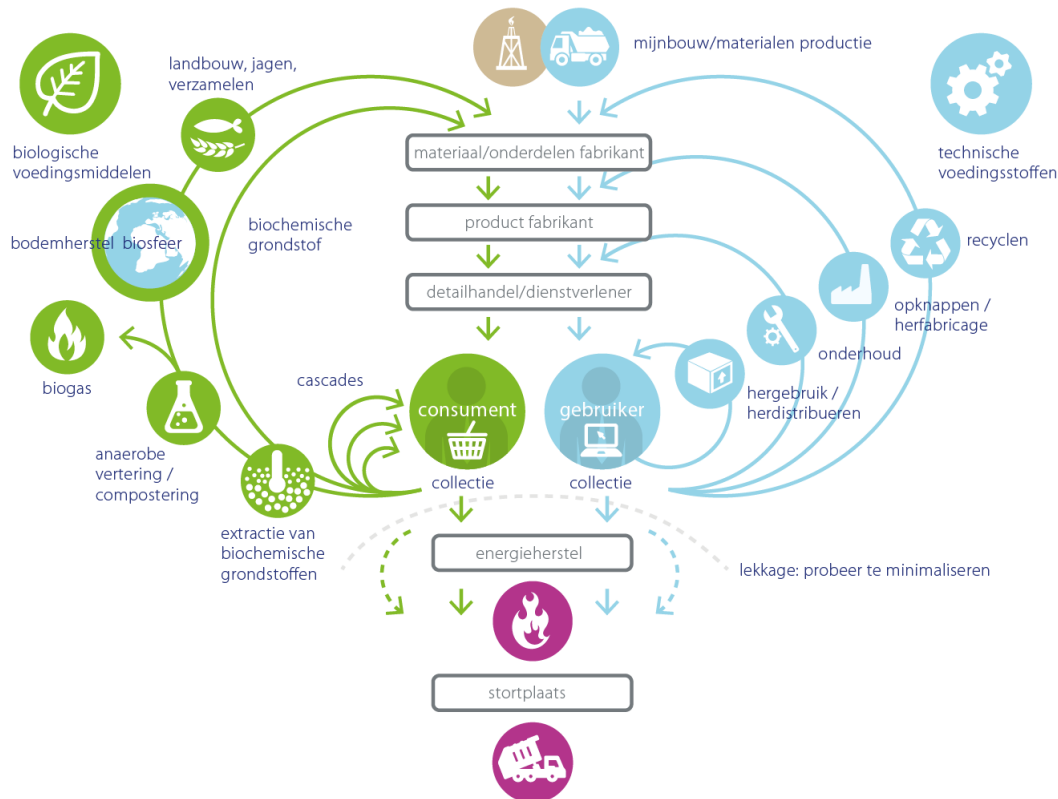 mijnbouw/materialen productie
landbouw, jagen,
verzamelen
biologische
voedingsmiddelen
technische
voedingsstoffen
materiaal/onderdelen fabrikant
biochemische
grondstof
product fabrikant
bodemherstel biosfeer
recyclen
detailhandel/dienstverlener
opknappen /
herfabricage
onderhoud
biogas
cascades
hergebruik /
herdistribueren
consument
gebruiker
anaerobe
vertering /
compostering
collectie
collectie
extractie van
biochemische
grondstoffen
energieherstel
lekkage: probeer te minimaliseren
stortplaats